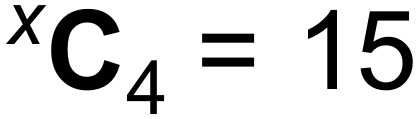 ˣC₄ = 15